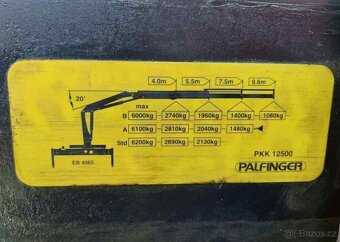 4.0m 5.5m 7.5m 9.6m
20°
max
B 6000kg 2740kg 1960kg 1400kg 1080kg
A 6100kg 2810kg 2040kg 1480kg
Std 6200kg 2890kg 2130kg
EB 4065
PKK 12500
PALFINGER
Bazos.cz